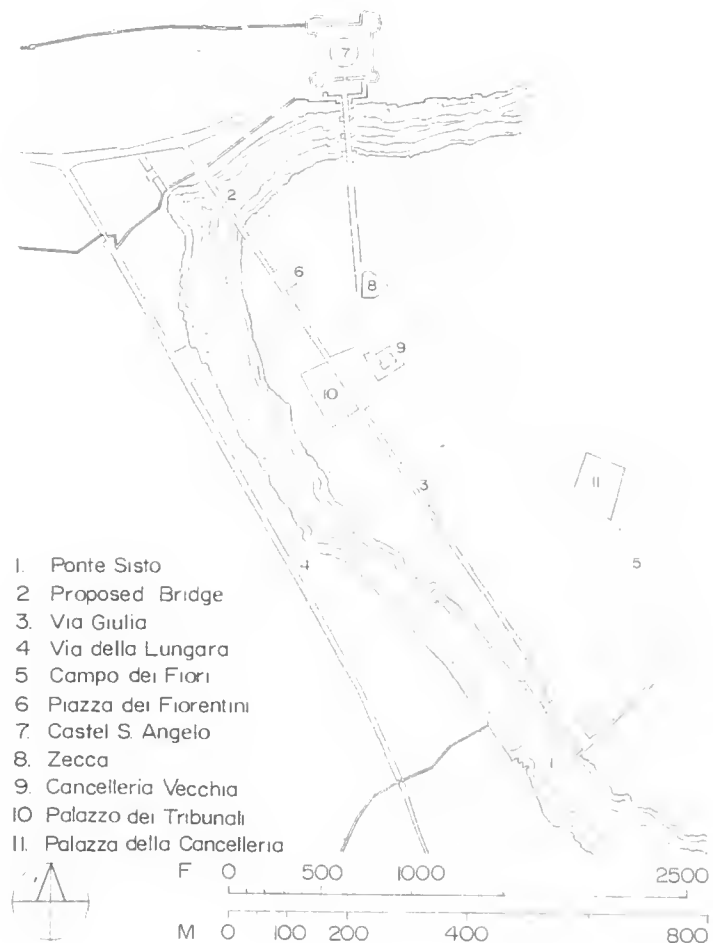 7
2
6
8
9
10
3
11
4
5
1
1. Ponte Sisto
2 Proposed Bridge
3. Via Giulia
4 Via della Lungara
5 Campo dei Fiori
6 Piazza dei Fiorentini
7. Castel S. Angelo
8. Zecca
9. Cancelleria Vecchia
10 Palazzo dei Tribunali
11. Palazza della Cancelleria
F 0 500 1000 2500
M 0 100 200 400 800